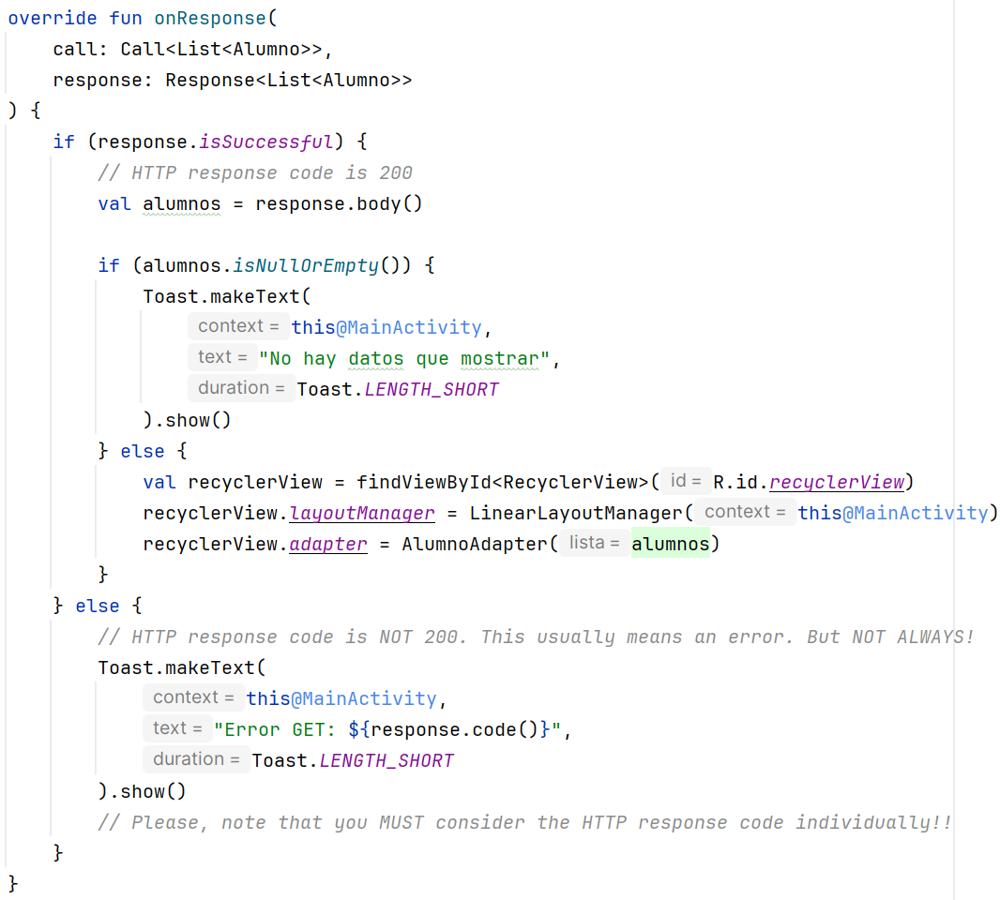 override fun onResponse(
    call: Call<List<Alumno>>,
    response: Response<List<Alumno>>
) {
    if (response.isSuccessful) {
        // HTTP response code is 200
        val alumnos = response.body()

        if (alumnos.isNullOrEmpty()) {
            Toast.makeText(
                context = this@MainActivity,
                text = "No hay datos que mostrar",
                duration = Toast.LENGTH_SHORT
            ).show()
        } else {
            val recyclerView = findViewById<RecyclerView>( id = R.id.recyclerView)
            recyclerView.layoutManager = LinearLayoutManager( context = this@MainActivity)
            recyclerView.adapter = AlumnoAdapter( lista = alumnos)
        }
    } else {
        // HTTP response code is NOT 200. This usually means an error. But NOT ALWAYS!
        Toast.makeText(
            context = this@MainActivity,
            text = "Error GET: ${response.code()}",
            duration = Toast.LENGTH_SHORT
        ).show()
        // Please, note that you MUST consider the HTTP response code individually!!
    }
}